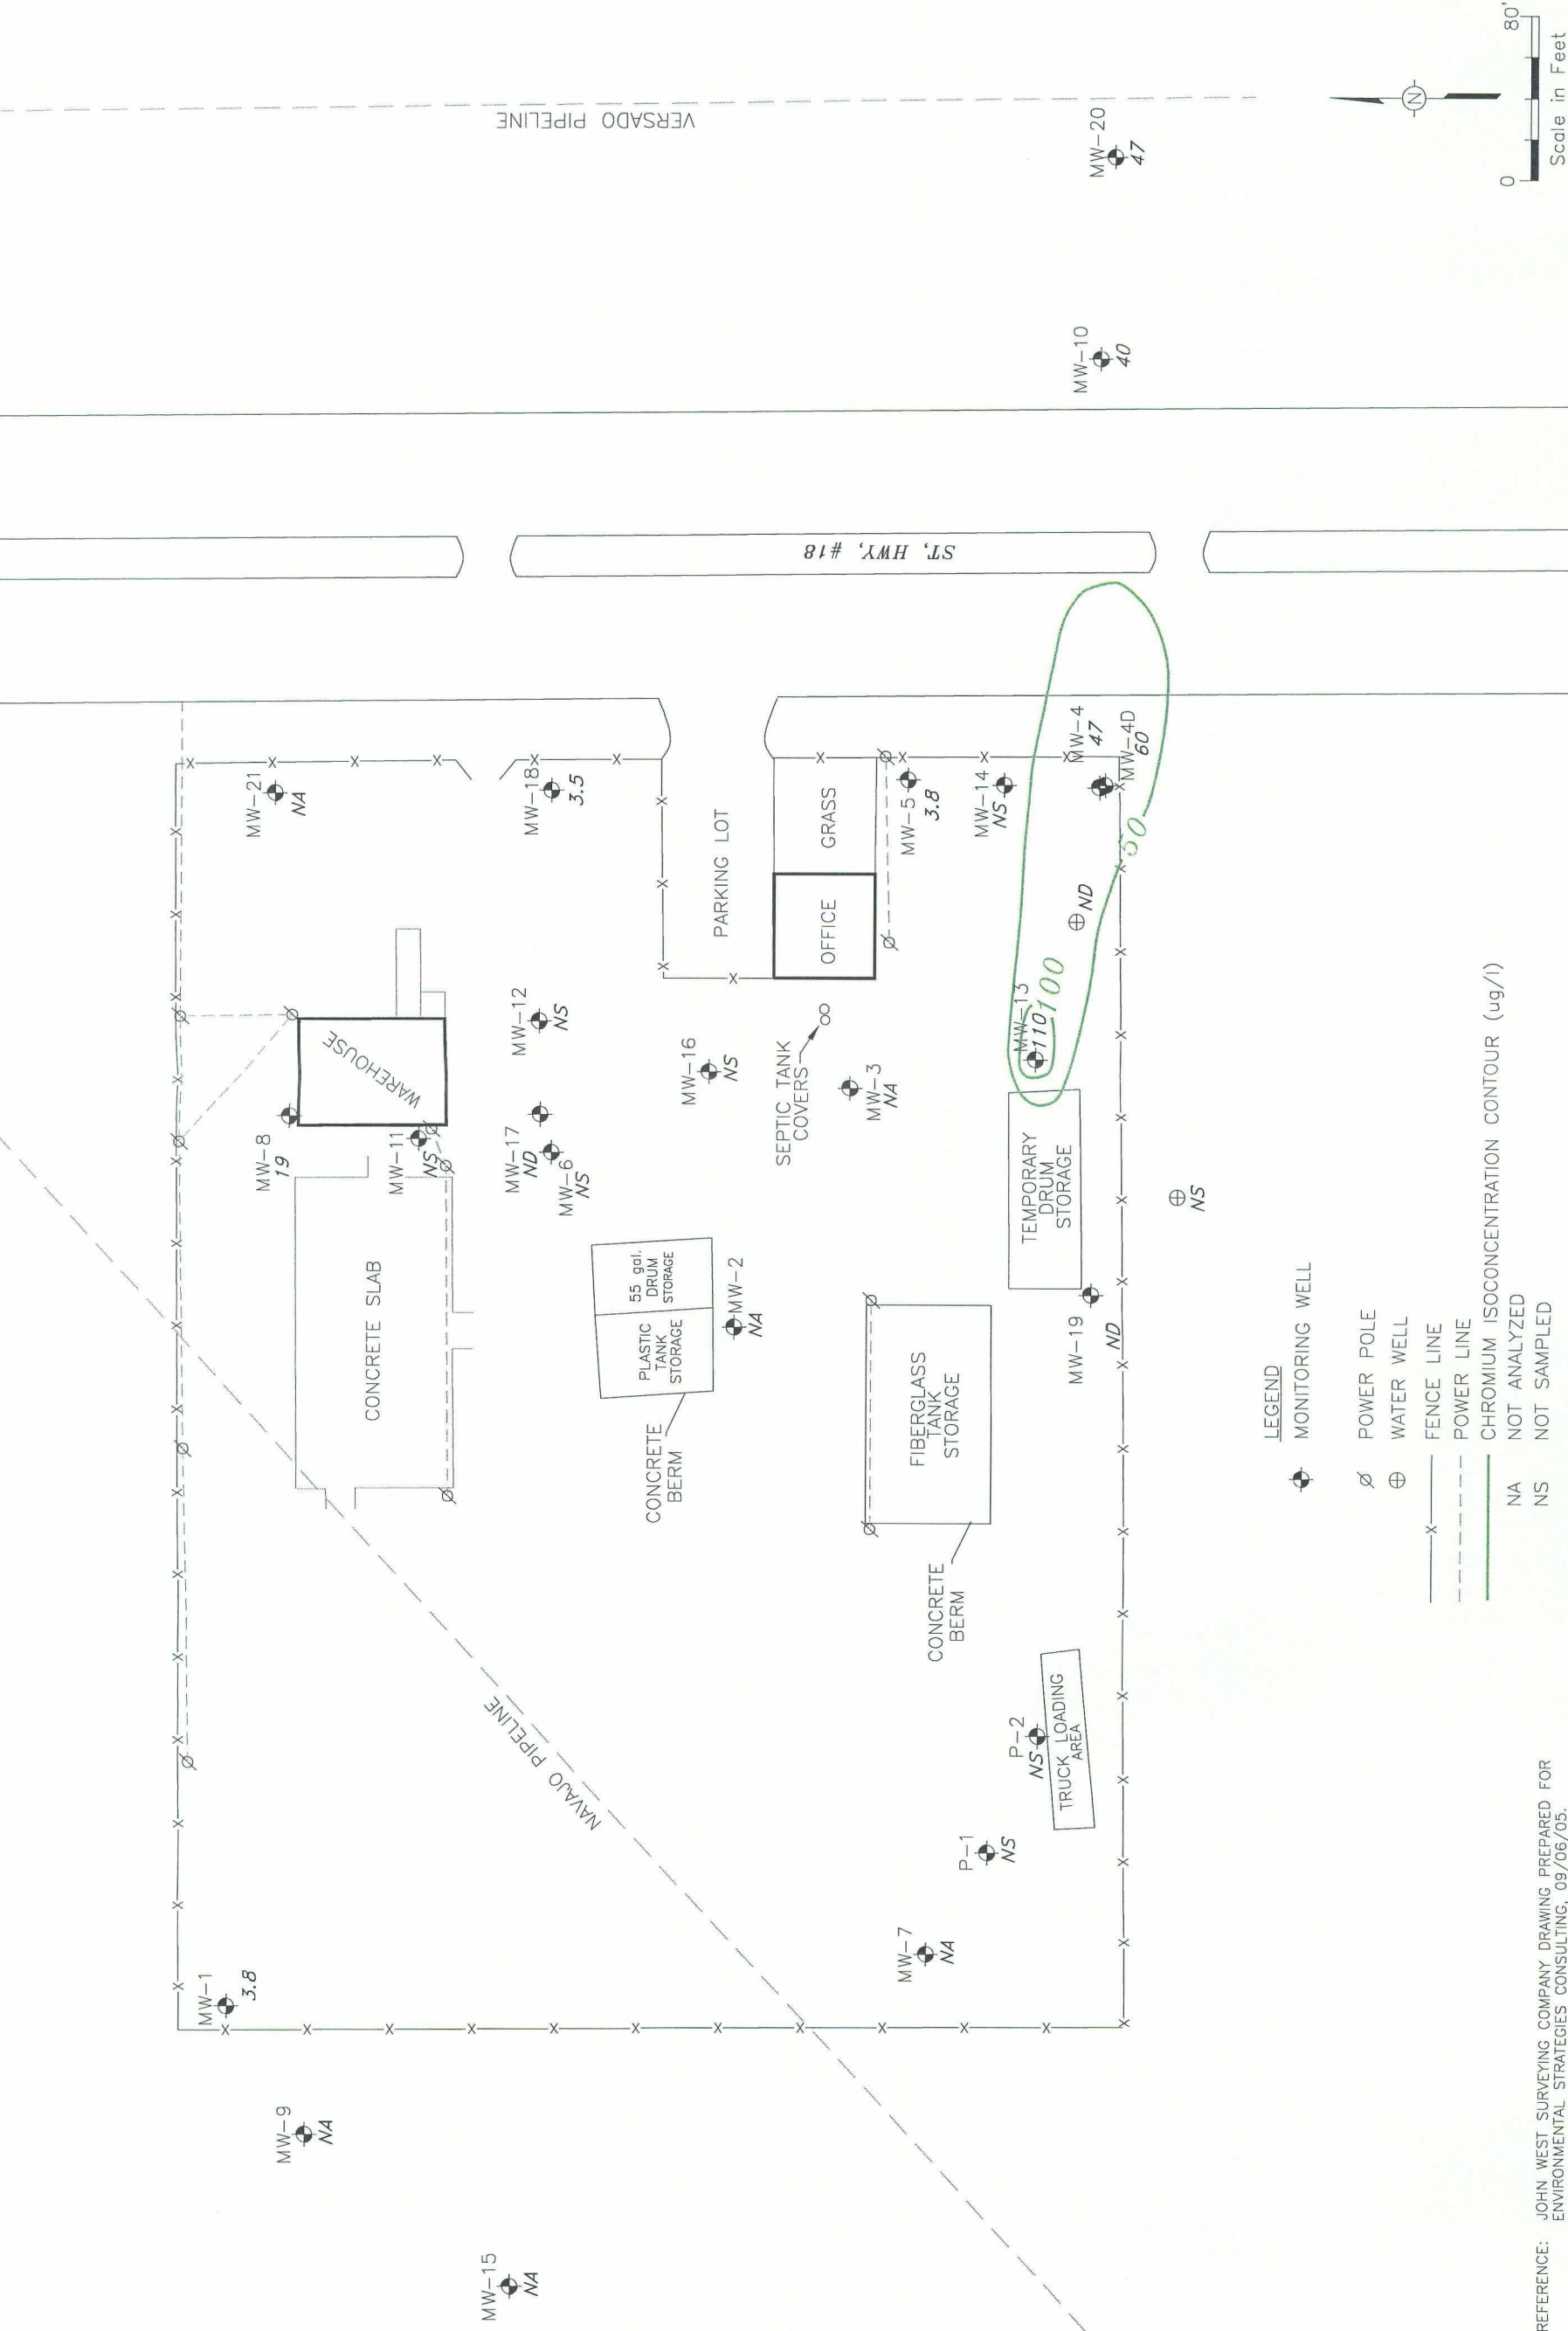 VERSADO PIPELINE
MW-20
47
MW-10
40
N
0
80'
Scale in Feet
ST, HWY, #18
MW-21
NA
MW-18
3.5
PARKING LOT
GRASS
OFFICE
MW-5
3.8
MW-14
NS
MW-4
47
MW-4D
60
50
ND
MW-13
110
100
WAREHOUSE
MW-8
19
MW-11
NS
MW-12
NS
MW-17
ND
MW-6
NS
MW-16
NS
SEPTIC TANK
COVERS
MW-3
NA
TEMPORARY
DRUM
STORAGE
NS
CONCRETE SLAB
55 gal.
DRUM
STORAGE
PLASTIC
TANK
STORAGE
MW-2
NA
CONCRETE
BERM
FIBERGLASS
TANK
STORAGE
MW-19
ND
CONCRETE
BERM
NAVAJO PIPELINE
P-2
NS
TRUCK LOADING
AREA
P-1
NS
MW-7
NA
MW-1
3.8
MW-9
NA
MW-15
NA
LEGEND
MONITORING WELL
POWER POLE
WATER WELL
FENCE LINE
POWER LINE
CHROMIUM ISOCONCENTRATION CONTOUR (ug/l)
NA NOT ANALYZED
NS NOT SAMPLED
REFERENCE: JOHN WEST SURVEYING COMPANY DRAWING PREPARED FOR
ENVIRONMENTAL STRATEGIES CONSULTING, 09/06/05.